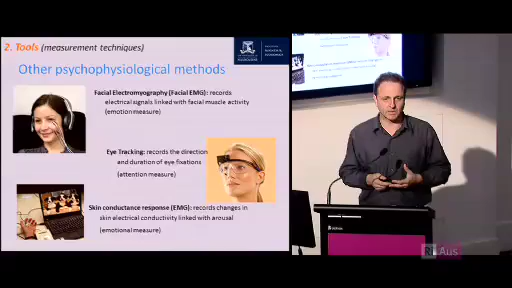 2. Tools (measurement techniques)
Other psychophysiological methods
Facial Electromyography (Facial EMG): records
electrical signals linked with facial muscle activity
(emotion measure)
Eye Tracking: records the direction
and duration of eye fixations
(attention measure)
Skin conductance response (EMG): records changes in
skin electrical conductivity linked with arousal
(emotional measure)